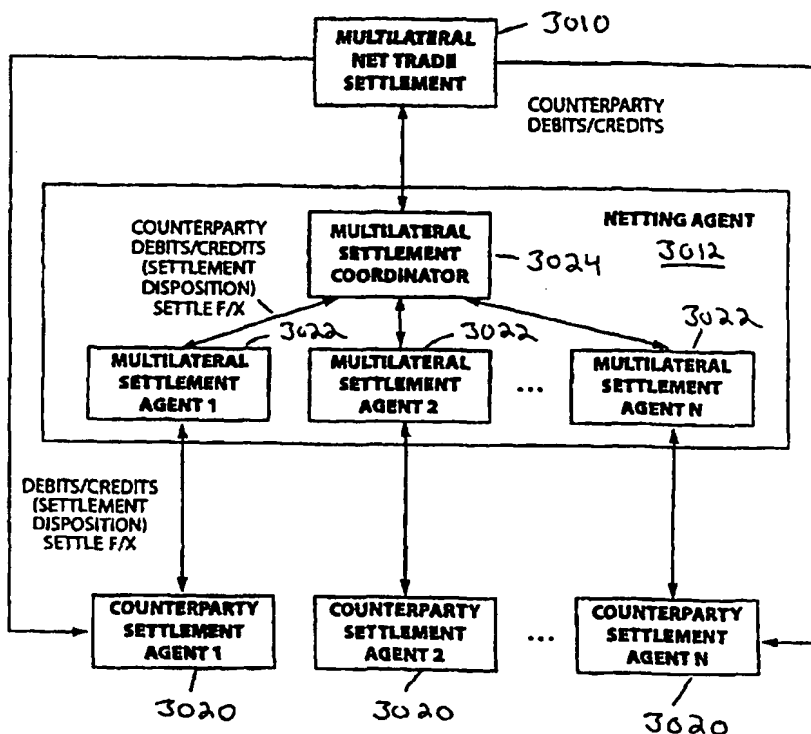 MULTILATERAL
NET TRADE
SETTLEMENT
3010
COUNTERPARTY
DEBITS/CREDITS
NETTING AGENT
3012
COUNTERPARTY
DEBITS/CREDITS
(SETTLEMENT
DISPOSITION)
SETTLE F/X
MULTILATERAL
SETTLEMENT
COORDINATOR
3024
3022
3022
3022
MULTILATERAL
SETTLEMENT
AGENT 1
MULTILATERAL
SETTLEMENT
AGENT 2
...
MULTILATERAL
SETTLEMENT
AGENT N
DEBITS/CREDITS
(SETTLEMENT
DISPOSITION)
SETTLE F/X
COUNTERPARTY
SETTLEMENT
AGENT 1
COUNTERPARTY
SETTLEMENT
AGENT 2
...
COUNTERPARTY
SETTLEMENT
AGENT N
3020
3020
3020